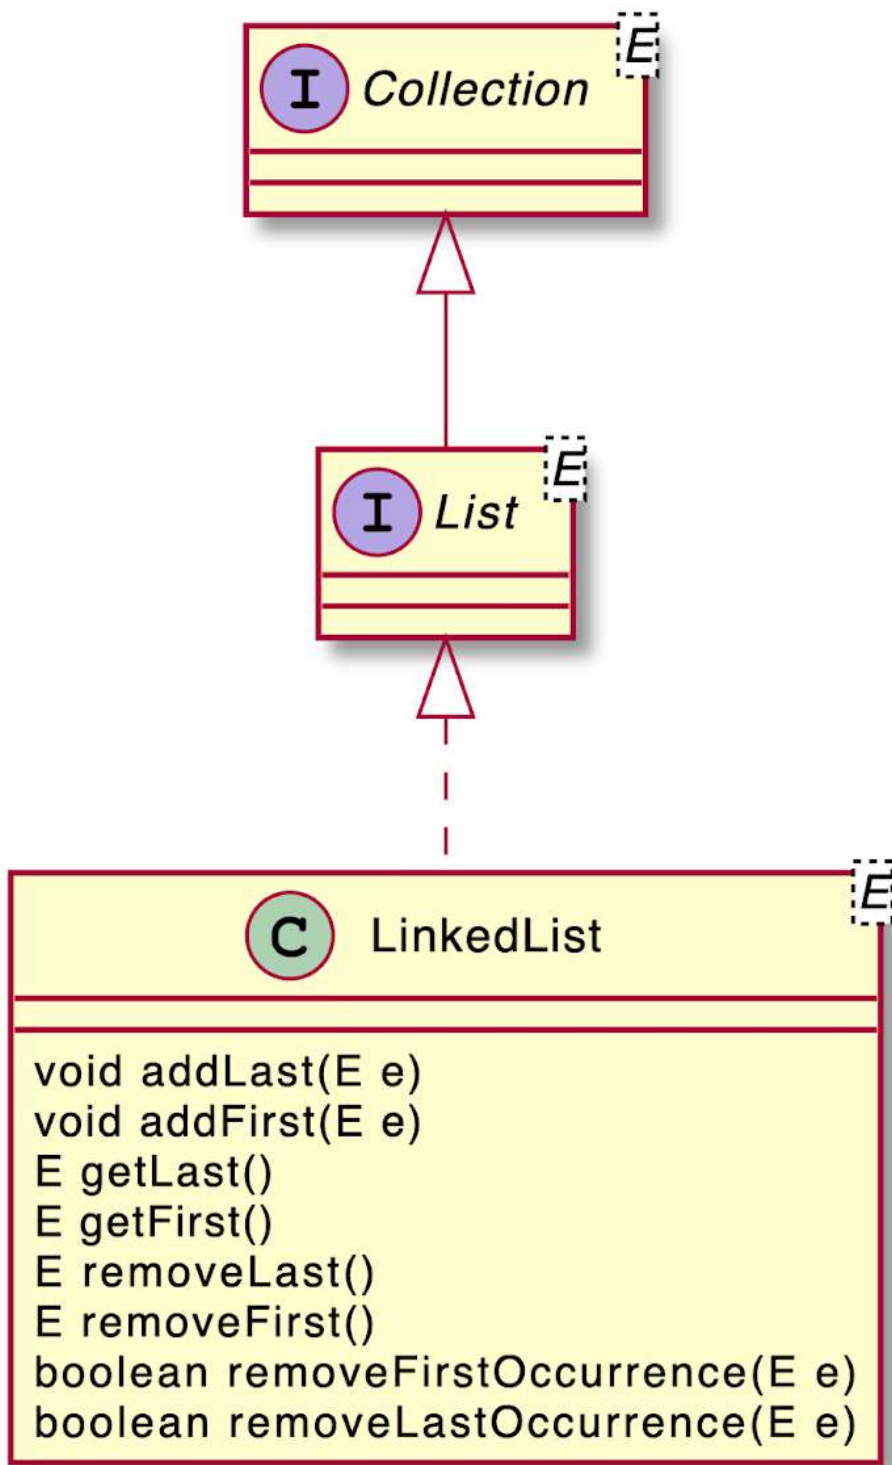 E
I Collection
E
I List
E
C LinkedList
void addLast(E e)
void addFirst(E e)
E getLast()
E getFirst()
E removeLast()
E removeFirst()
boolean removeFirstOccurrence(E e)
boolean removeLastOccurrence(E e)